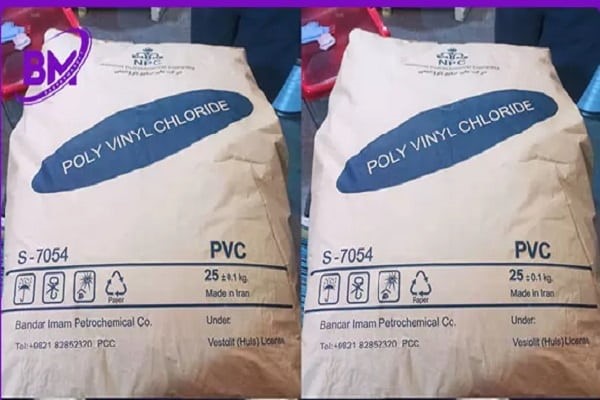 BM
NPC
POLY VINYL CHLORIDE
S-7054
PVC
25 ±0.1 kg.
Paper
Made in Iran
Bandar Imam Petrochemical Co.
Under:
Tel:+9821 82852320 PCC
Vestolit (Huls) License
NPC
POLY VINYL CHLORIDE
S-7054
PVC
25 ±0.1 kg.
Paper
Made in Iran
Bandar Imam Petrochemical Co.
Under:
Tel:+9821 82852320 PCC
Vestolit (Huls) License